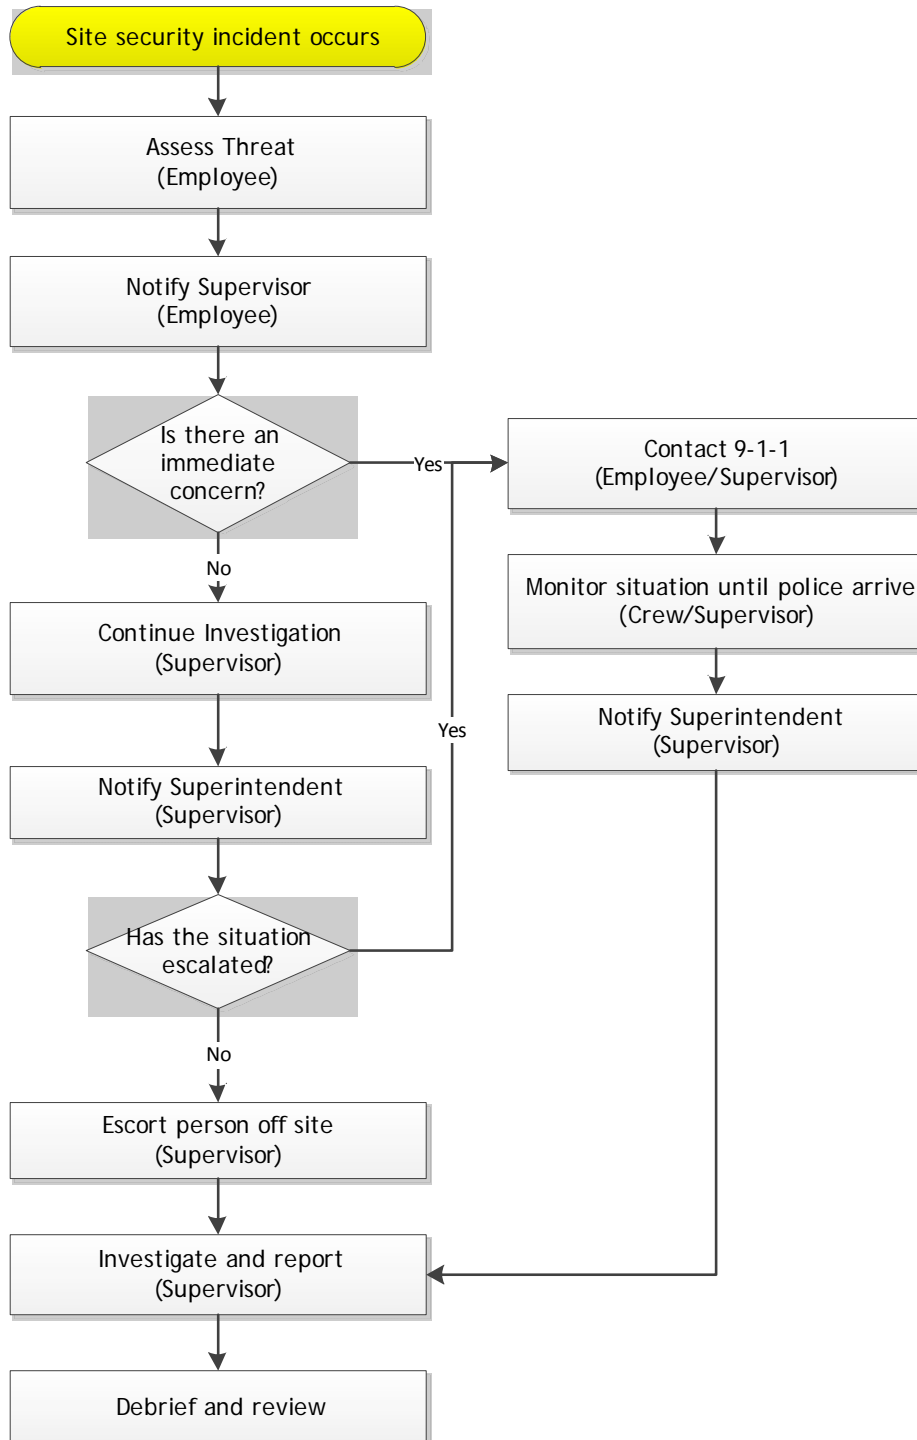 Site security incident occurs
Assess Threat
(Employee)
Notify Supervisor
(Employee)
Is there an
immediate
concern?
Yes
Contact 9-1-1
(Employee/Supervisor)
No
Monitor situation until police arrive
(Crew/Supervisor)
Continue Investigation
(Supervisor)
Notify Superintendent
(Supervisor)
Yes
Notify Superintendent
(Supervisor)
Has the situation
escalated?
No
Escort person off site
(Supervisor)
Investigate and report
(Supervisor)
Debrief and review